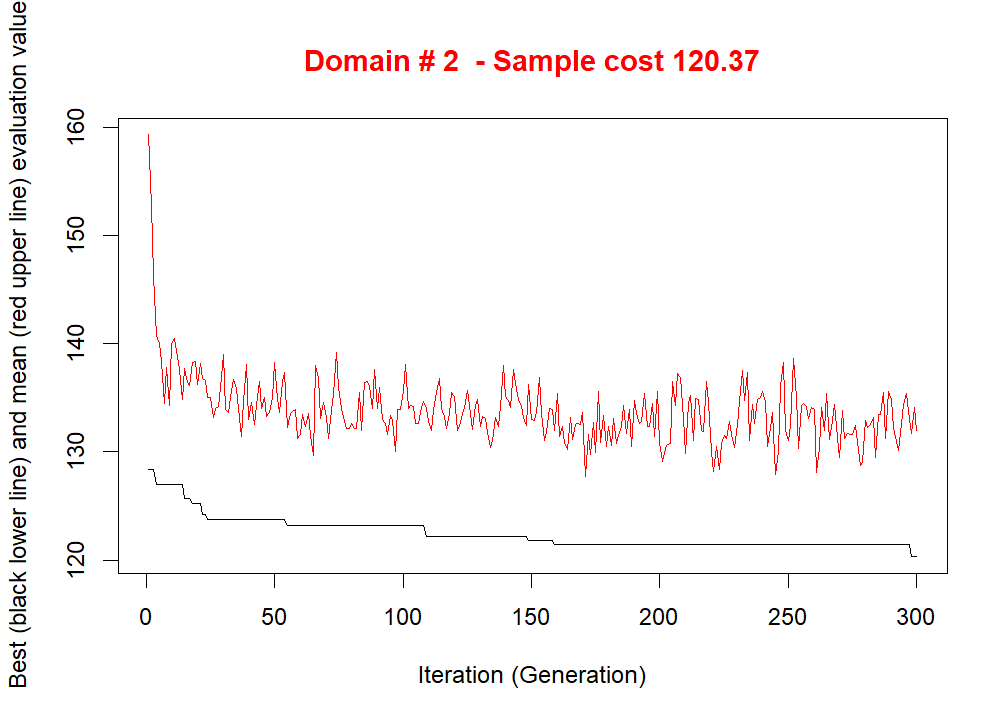 Domain # 2  - Sample cost 120.37
Best (black lower line) and mean (red upper line) evaluation value
160
150
140
130
120
0 50 100 150 200 250 300
Iteration (Generation)